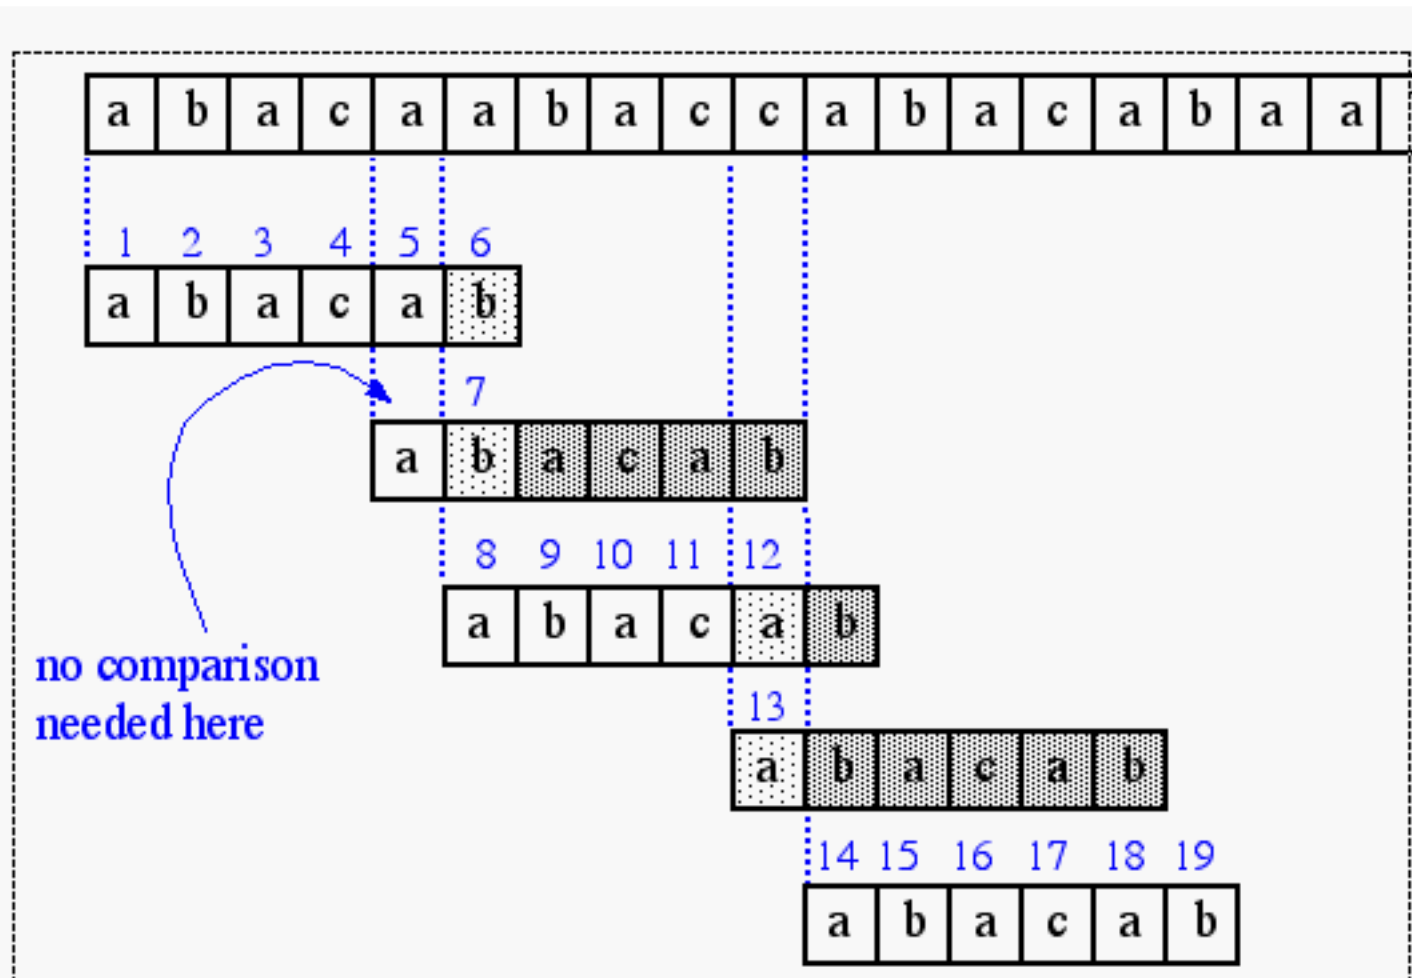 a b a c a a b a c c a b a c a b a a
1 2 3 4 5 6
a b a c a b
7
a b a c a b
8 9 10 11 12
a b a c a b
no comparison
needed here
13
a b a c a b
14 15 16 17 18 19
a b a c a b